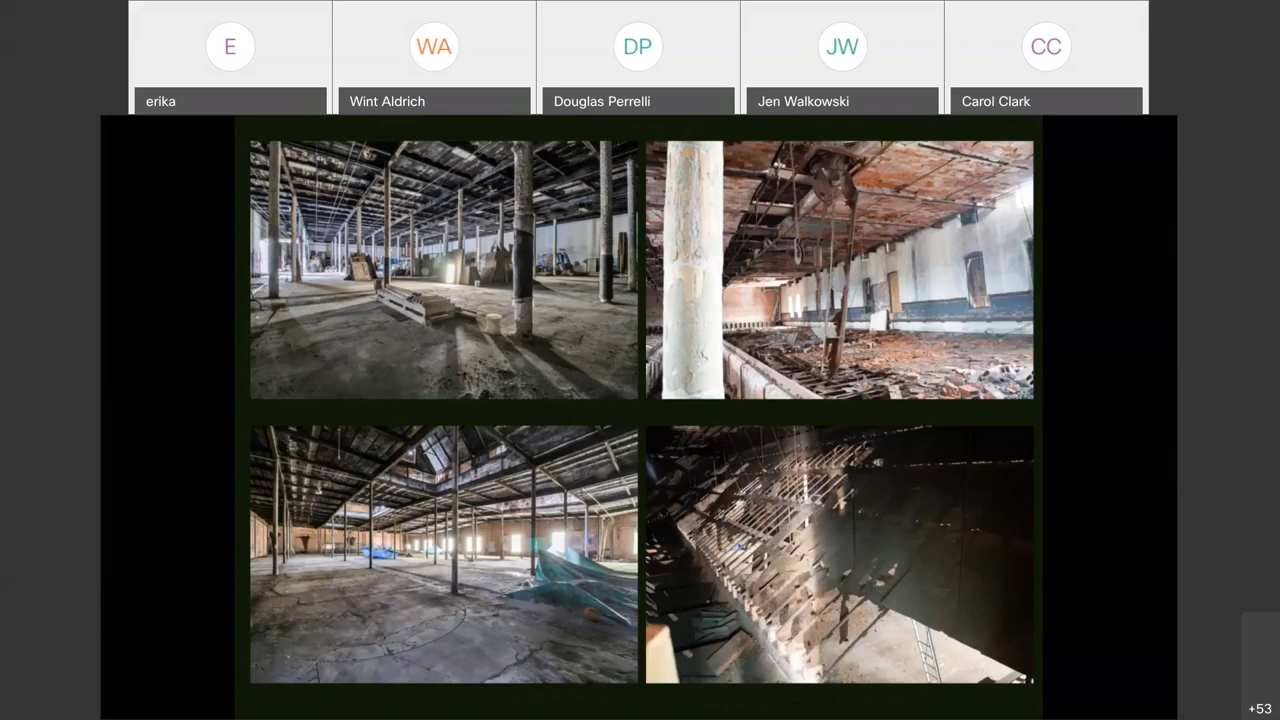 E
WA
DP
JW
CC
erika
Wint Aldrich
Douglas Perrelli
Jen Walkowski
Carol Clark
+53